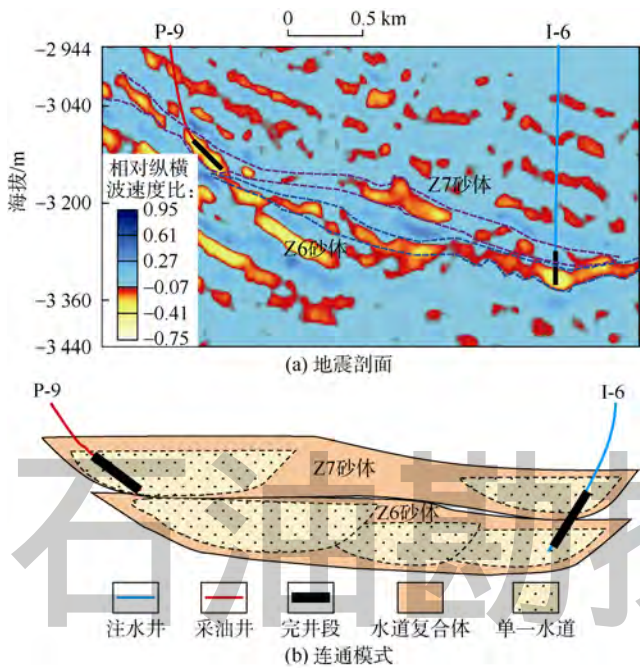 0 0.5 km
P-9 I-6
-2 944
-3 040
-3 200
-3 360
-3 440
海拔/m
相对纵横
波速度比:
0.95
0.61
0.27
-0.07
-0.41
-0.75
Z7砂体
Z6砂体
(a) 地震剖面
P-9 I-6
Z7砂体
Z6砂体
石油勘探
注水井 采油井 完井段 水道复合体 单一水道
(b) 连通模式